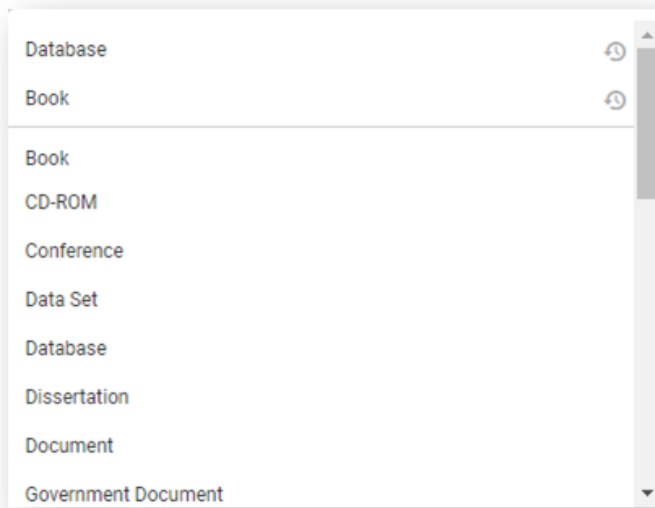 Database
Book
Book
CD-ROM
Conference
Data Set
Database
Dissertation
Document
Government Document